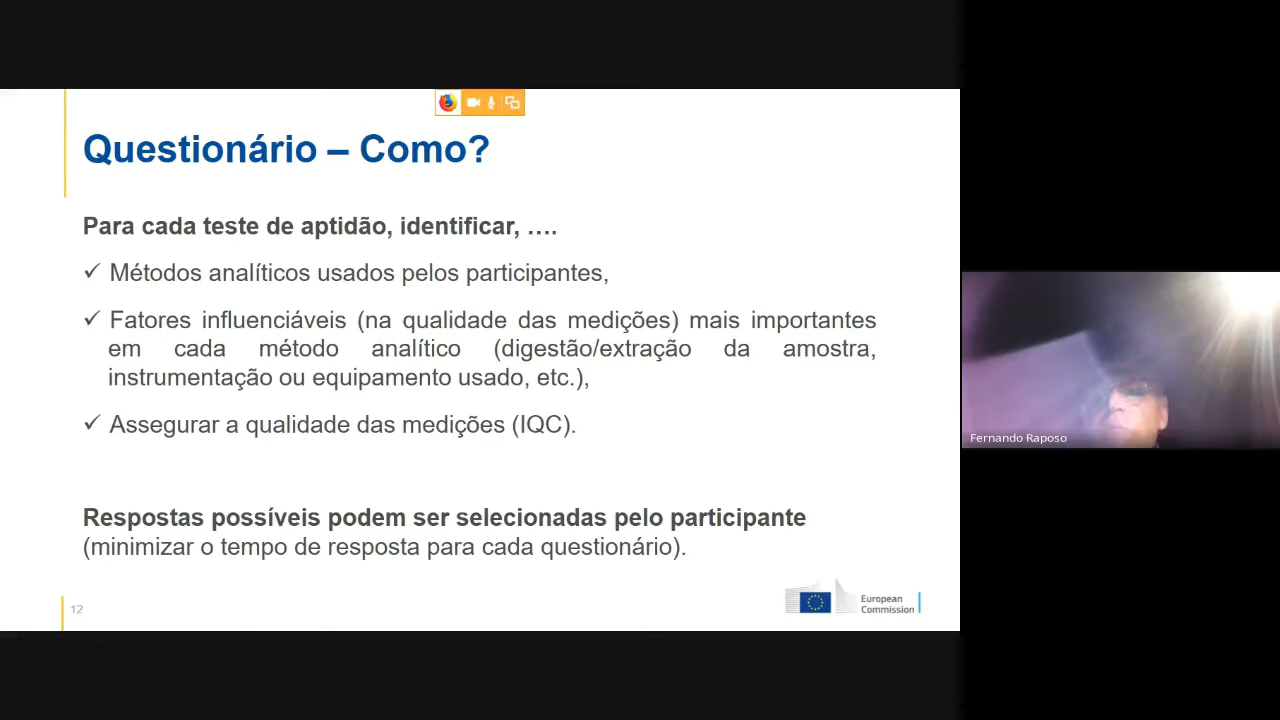 Questionário – Como?
Para cada teste de aptidão, identificar, ….
Métodos analíticos usados pelos participantes,
Fatores influenciáveis (na qualidade das medições) mais importantes
em cada método analítico (digestão/extração da amostra,
instrumentação ou equipamento usado, etc.),
Assegurar a qualidade das medições (IQC).
Respostas possíveis podem ser selecionadas pelo participante
(minimizar o tempo de resposta para cada questionário).
12
European
Commission
Fernando Raposo